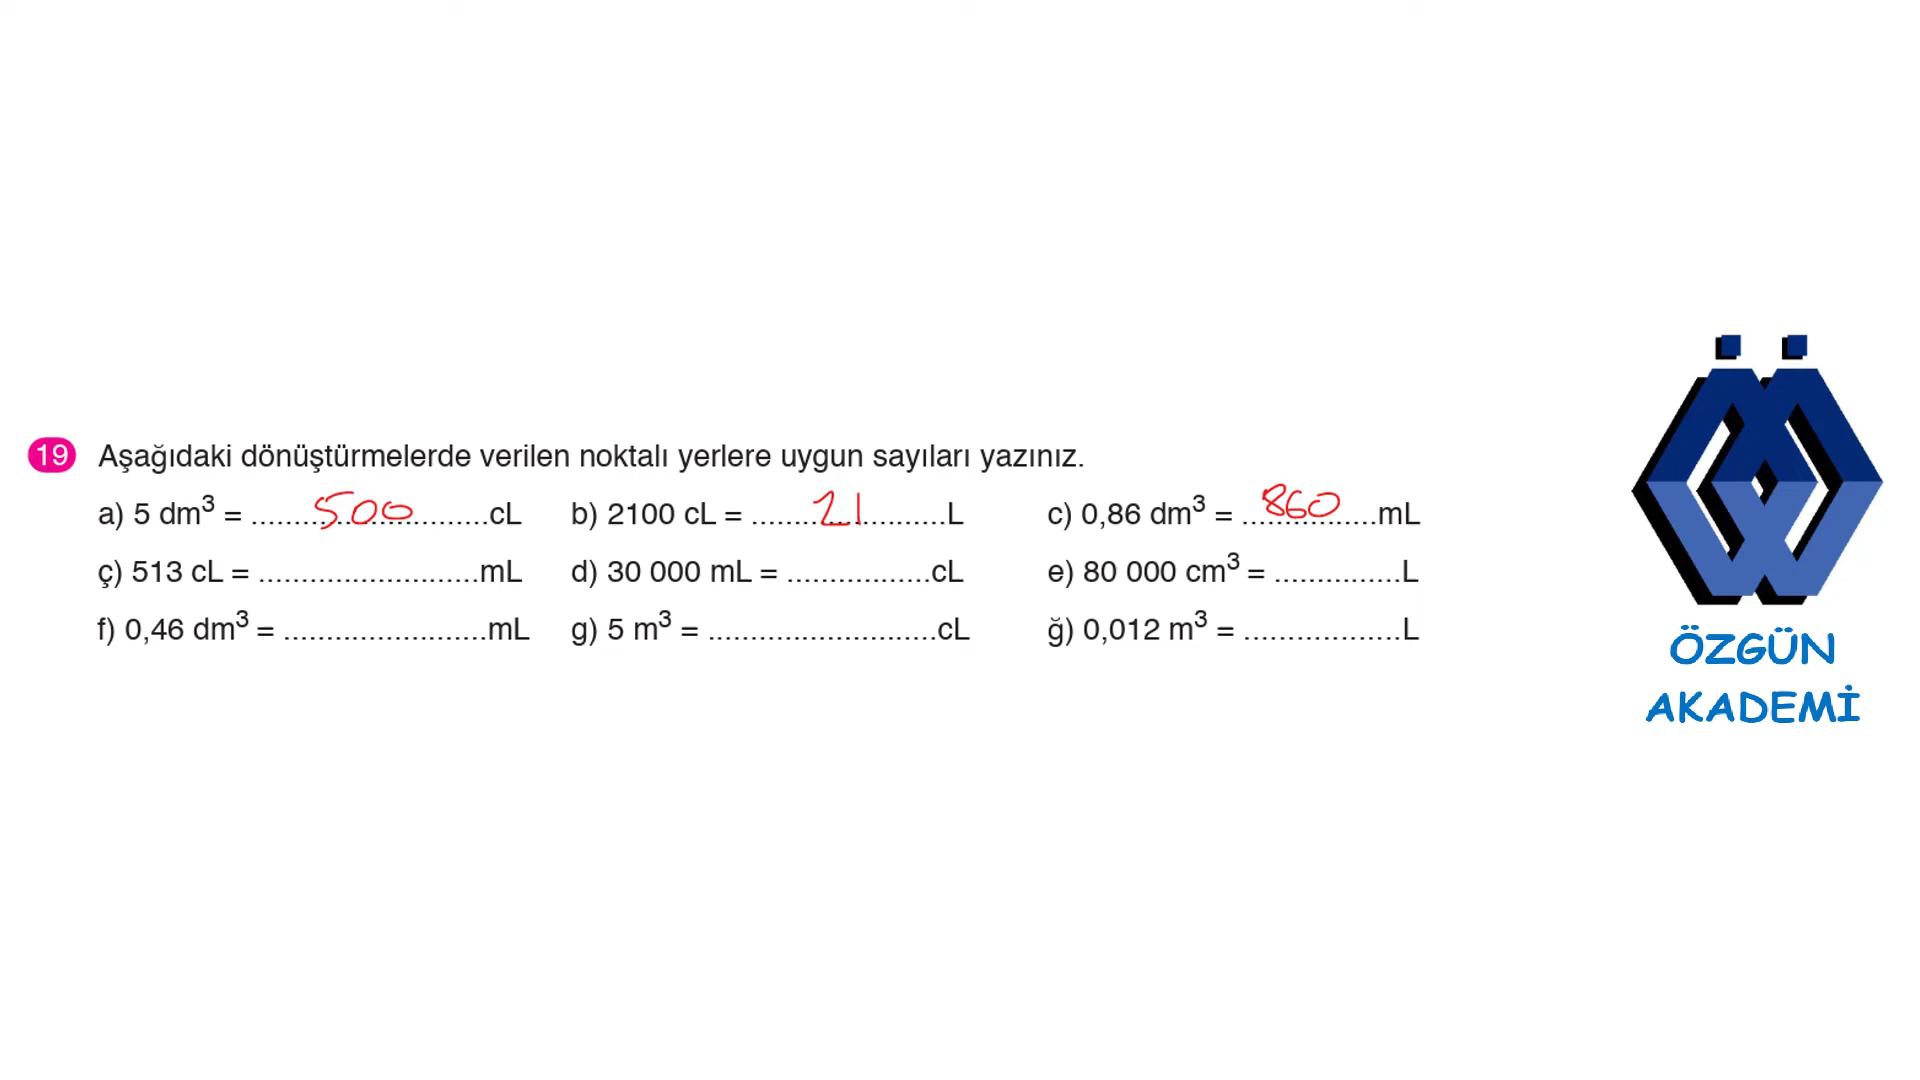 19 Aşağıdaki dönüştürmelerde verilen noktalı yerlere uygun sayıları yazınız.
a) 5 dm³ = ........500........cL b) 2100 cL = ........21........L c) 0,86 dm³ = ..860....mL
ç) 513 cL = ..........................mL d) 30 000 mL = .................cL e) 80 000 cm³ = ...............L
f) 0,46 dm³ = ........................mL g) 5 m³ = ...........................cL ğ) 0,012 m³ = ..................L
ÖZGÜN
AKADEMİ